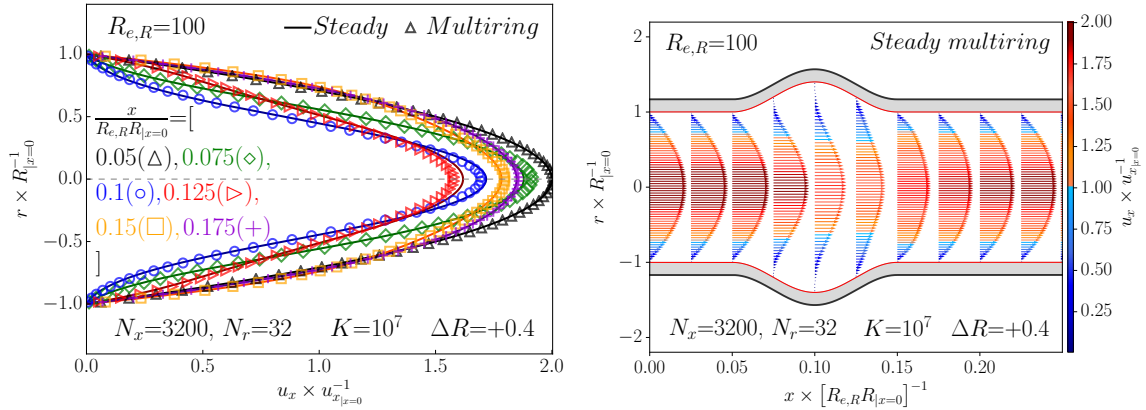 R_{e,R}=100 — Steady △ Multiring
1.0
0.5
0.0
−0.5
−1.0
r × R^{-1}_{|x=0}
x / R_{e,R}R_{|x=0} = [
0.05(△), 0.075(◇),
0.1(○), 0.125(▷),
0.15(□), 0.175(+)
]
N_x=3200, N_r=32 K=10^7 ΔR=+0.4
0.0 0.5 1.0 1.5 2.0
u_x × u^{-1}_{x_{|x=0}}
R_{e,R}=100 Steady multiring
2
1
0
−1
−2
r × R^{-1}_{|x=0}
N_x=3200, N_r=32 K=10^7 ΔR=+0.4
0.00 0.05 0.10 0.15 0.20
x × [R_{e,R}R_{|x=0}]^{-1}
2.00
1.75
1.50
1.25
1.00
0.75
0.50
0.25
u_x × u^{-1}_{x_{|x=0}}